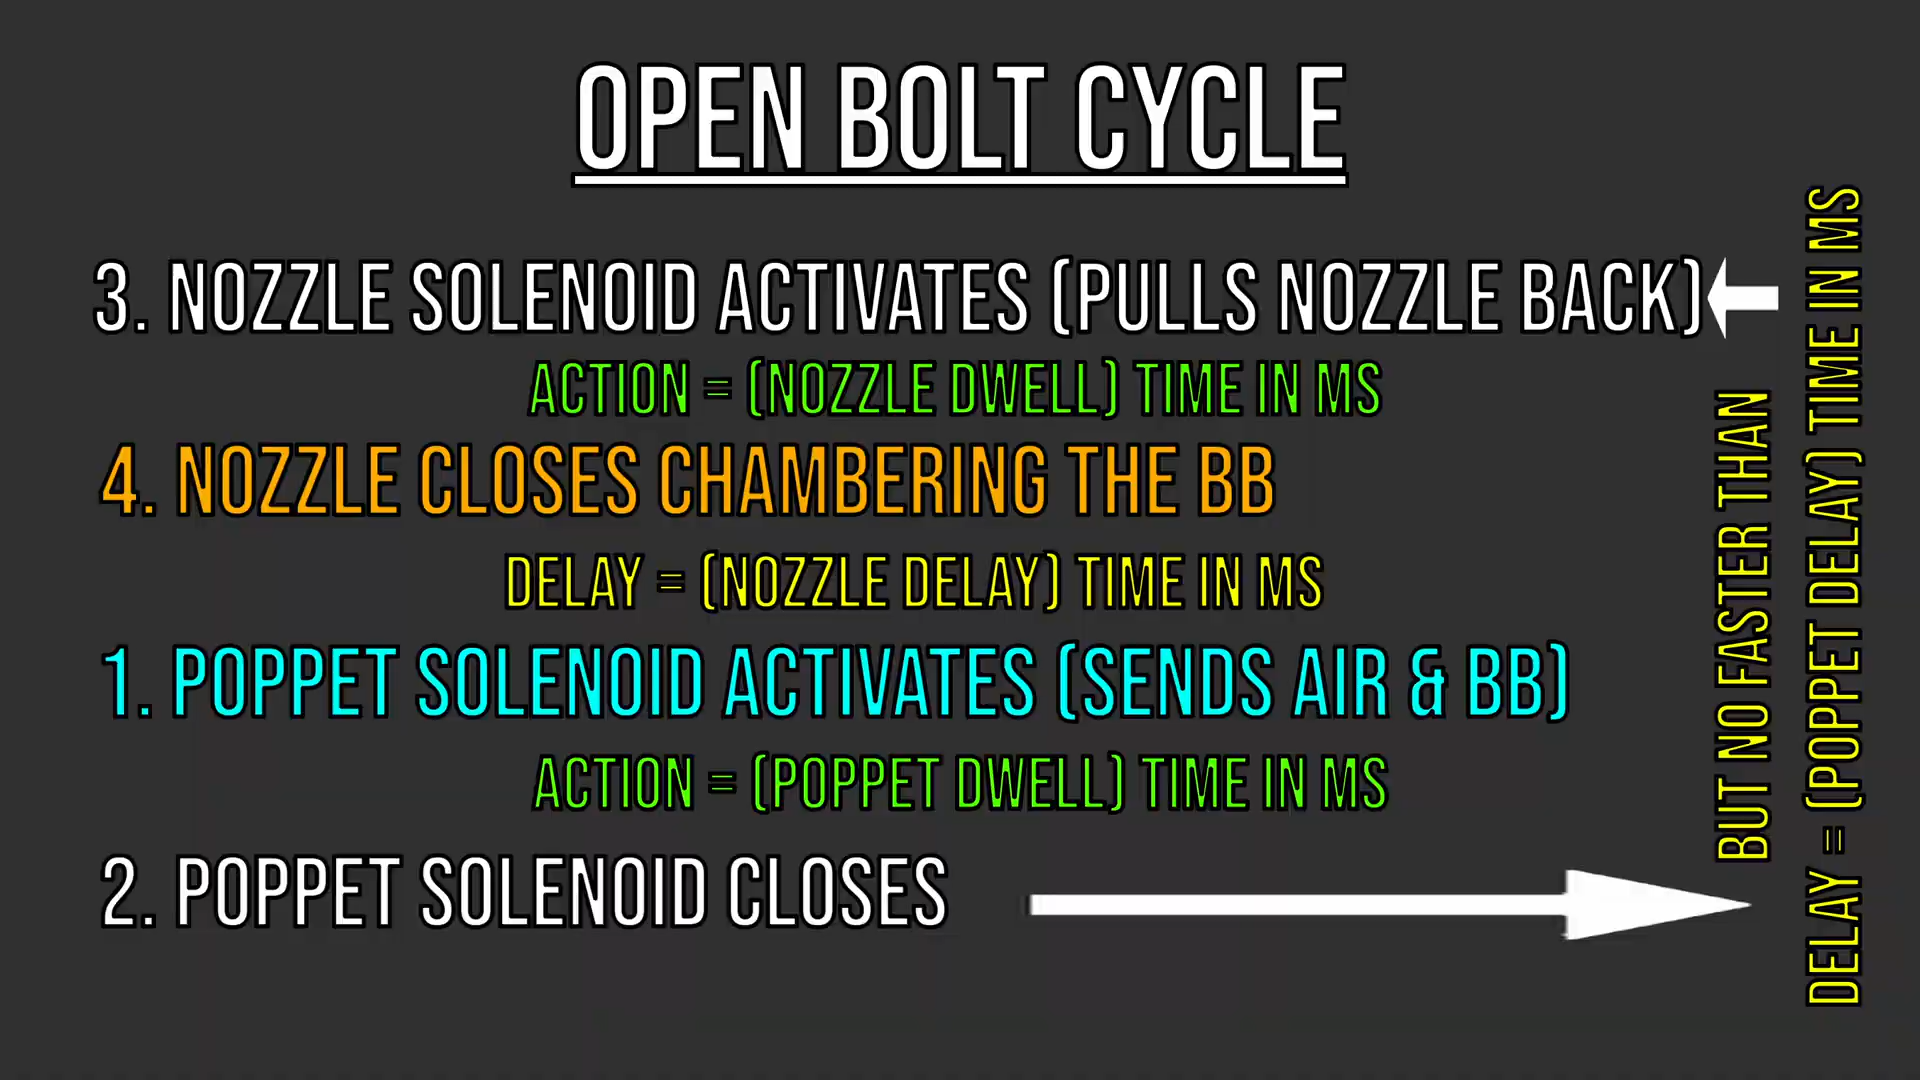 OPEN BOLT CYCLE
3. NOZZLE SOLENOID ACTIVATES (PULLS NOZZLE BACK)
ACTION = (NOZZLE DWELL) TIME IN MS
4. NOZZLE CLOSES CHAMBERING THE BB
DELAY = (NOZZLE DELAY) TIME IN MS
1. POPPET SOLENOID ACTIVATES (SENDS AIR & BB)
ACTION = (POPPET DWELL) TIME IN MS
2. POPPET SOLENOID CLOSES
BUT NO FASTER THAN
DELAY = (POPPET DELAY) TIME IN MS